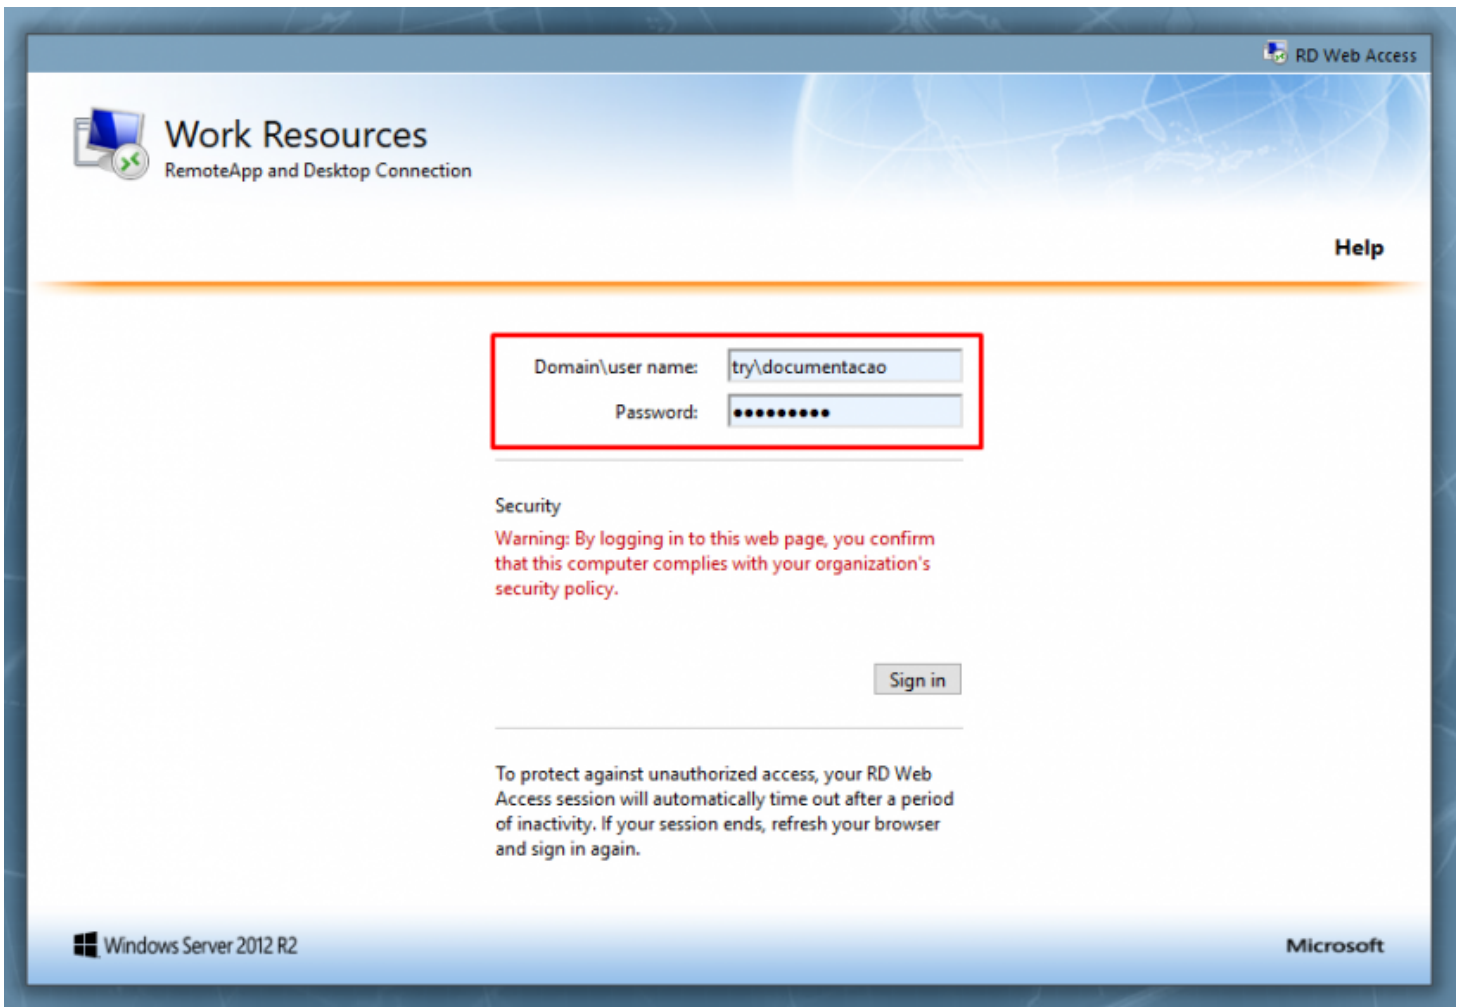 RD Web Access
Work Resources
RemoteApp and Desktop Connection
Help
Domain\user name: try\documentacao
Password: •••••••••
Security
Warning: By logging in to this web page, you confirm
that this computer complies with your organization's
security policy.
Sign in
To protect against unauthorized access, your RD Web
Access session will automatically time out after a period
of inactivity. If your session ends, refresh your browser
and sign in again.
Windows Server 2012 R2
Microsoft